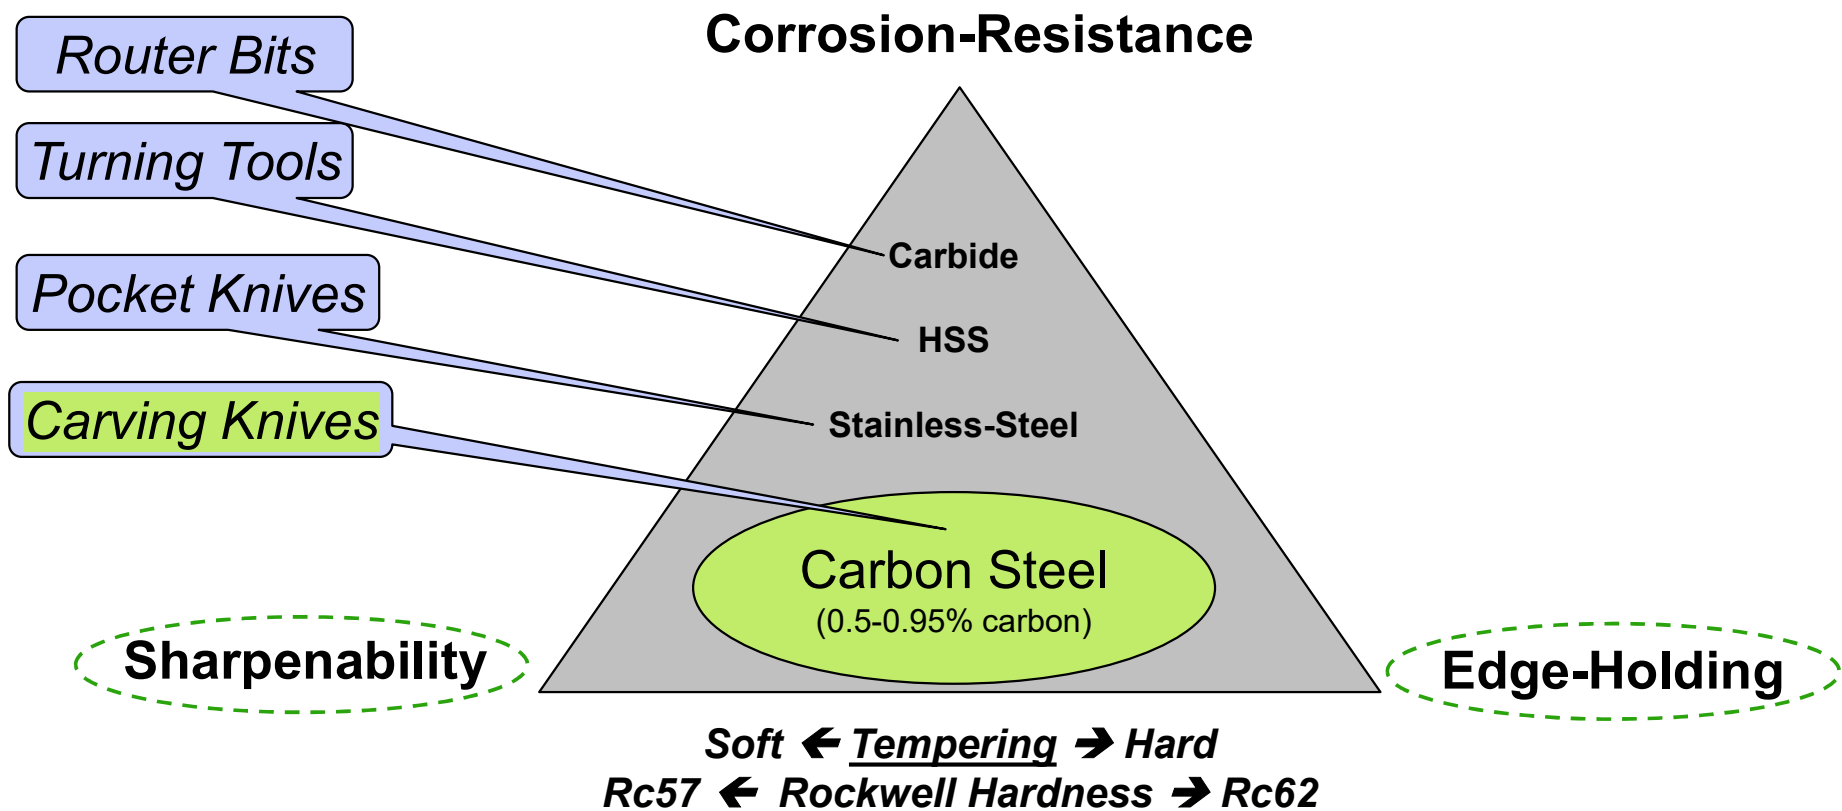 Corrosion-Resistance
Router Bits
Turning Tools
Pocket Knives
Carving Knives
Carbide
HSS
Stainless-Steel
Carbon Steel
(0.5-0.95% carbon)
Sharpenability
Edge-Holding
Soft 🡸 Tempering 🡺 Hard
Rc57 🡸 Rockwell Hardness 🡺 Rc62